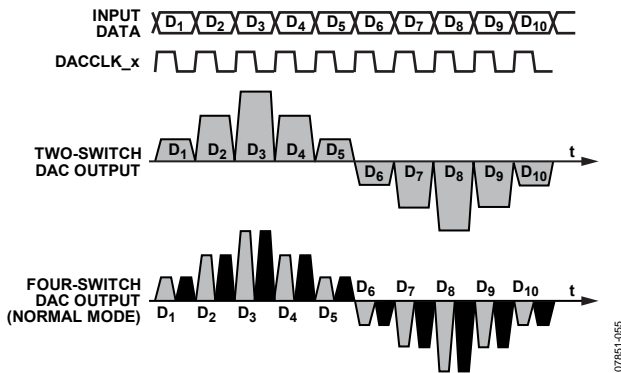 INPUT
DATA
D1 D2 D3 D4 D5 D6 D7 D8 D9 D10
DACCLK_x
TWO-SWITCH
DAC OUTPUT
D1 D2 D3 D4 D5
t
D6 D7 D8 D9 D10
FOUR-SWITCH
DAC OUTPUT
(NORMAL MODE)
D6 D7 D8 D9 D10
t
D1 D2 D3 D4 D5
07851-055